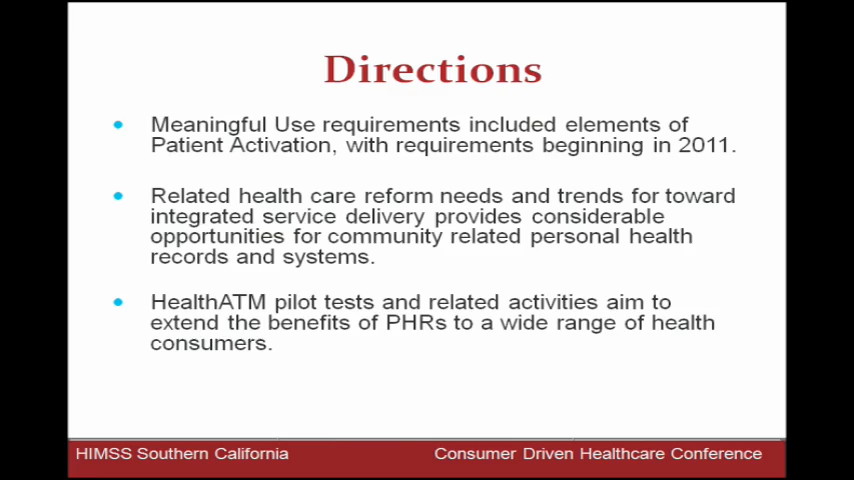 Directions
Meaningful Use requirements included elements of
Patient Activation, with requirements beginning in 2011.
Related health care reform needs and trends for toward
integrated service delivery provides considerable
opportunities for community related personal health
records and systems.
HealthATM pilot tests and related activities aim to
extend the benefits of PHRs to a wide range of health
consumers.
HIMSS Southern California
Consumer Driven Healthcare Conference